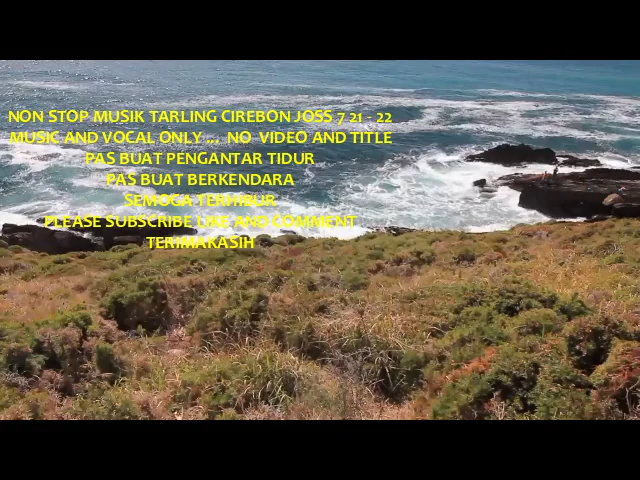 NON STOP MUSIK TARLING CIREBON JOSS 7 21 - 22
MUSIC AND VOCAL ONLY ... NO VIDEO AND TITLE
PAS BUAT PENGANTAR TIDUR
PAS BUAT BERKENDARA
SEMOGA TERHIBUR
PLEASE SUBSCRIBE LIKE AND COMMENT
TERIMAKASIH